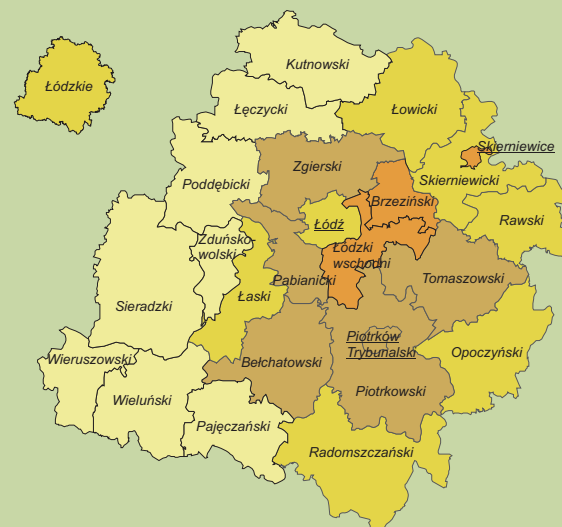 Kutnowski
Łódzkie
Łęczycki
Łowicki
Skierniewice
Zgierski
Poddębicki
Skierniewicki
Brzeziński
Rawski
Łódź
Zduńsko-
wolski
Łódzki
wschodni
Pabianicki
Tomaszowski
Łaski
Sieradzki
Piotrków
Trybunalski
Opoczyński
Wieruszowski
Bełchatowski
Wieluński
Piotrkowski
Pajęczański
Radomszczański